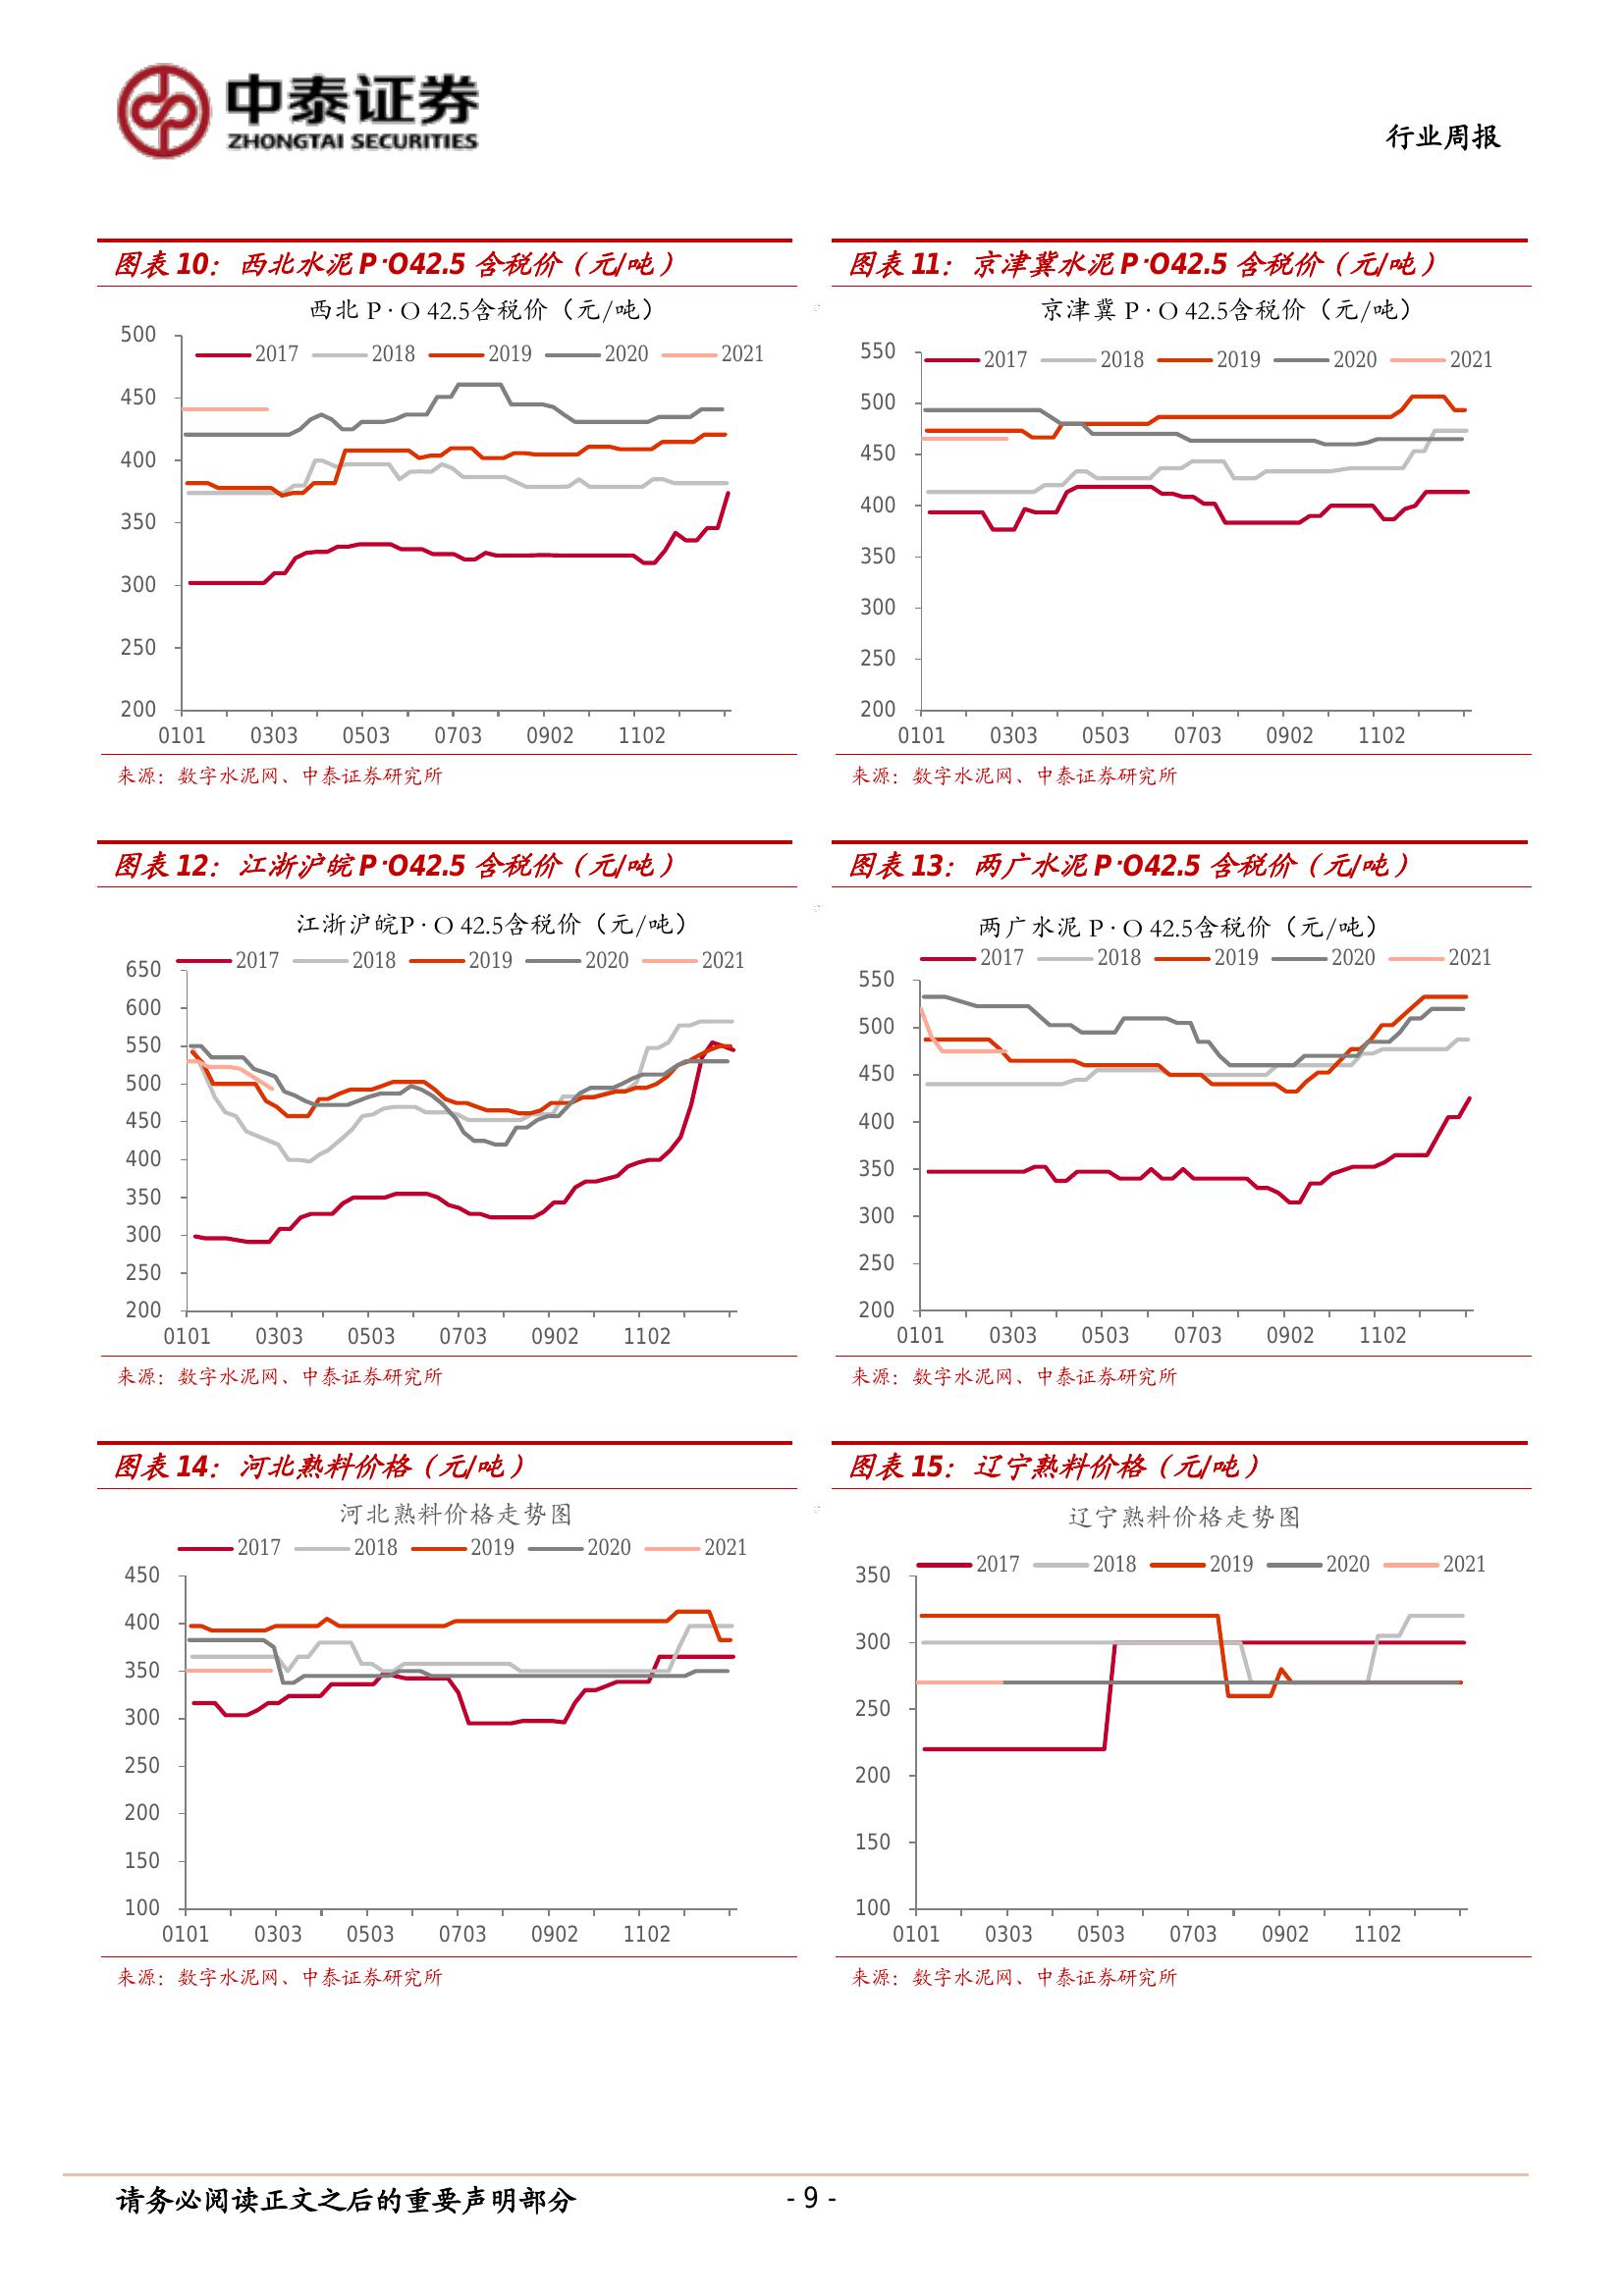 中泰证券
ZHONGTAI SECURITIES
行业周报
图表 10：西北水泥 P·O42.5 含税价（元/吨）
西北 P · O 42.5含税价（元/吨）
2017 2018 2019 2020 2021
500
450
400
350
300
250
200
0101 0303 0503 0703 0902 1102
来源：数字水泥网、中泰证券研究所
图表 11：京津冀水泥 P·O42.5 含税价（元/吨）
京津冀 P · O 42.5含税价（元/吨）
2017 2018 2019 2020 2021
550
500
450
400
350
300
250
200
0101 0303 0503 0703 0902 1102
来源：数字水泥网、中泰证券研究所
图表 12：江浙沪皖 P·O42.5 含税价（元/吨）
江浙沪皖P · O 42.5含税价（元/吨）
2017 2018 2019 2020 2021
650
600
550
500
450
400
350
300
250
200
0101 0303 0503 0703 0902 1102
来源：数字水泥网、中泰证券研究所
图表 13：两广水泥 P·O42.5 含税价（元/吨）
两广水泥 P · O 42.5含税价（元/吨）
2017 2018 2019 2020 2021
550
500
450
400
350
300
250
200
0101 0303 0503 0703 0902 1102
来源：数字水泥网、中泰证券研究所
图表 14：河北熟料价格（元/吨）
河北熟料价格走势图
2017 2018 2019 2020 2021
450
400
350
300
250
200
150
100
0101 0303 0503 0703 0902 1102
来源：数字水泥网、中泰证券研究所
图表 15：辽宁熟料价格（元/吨）
辽宁熟料价格走势图
2017 2018 2019 2020 2021
350
300
250
200
150
100
0101 0303 0503 0703 0902 1102
来源：数字水泥网、中泰证券研究所
请务必阅读正文之后的重要声明部分
- 9 -